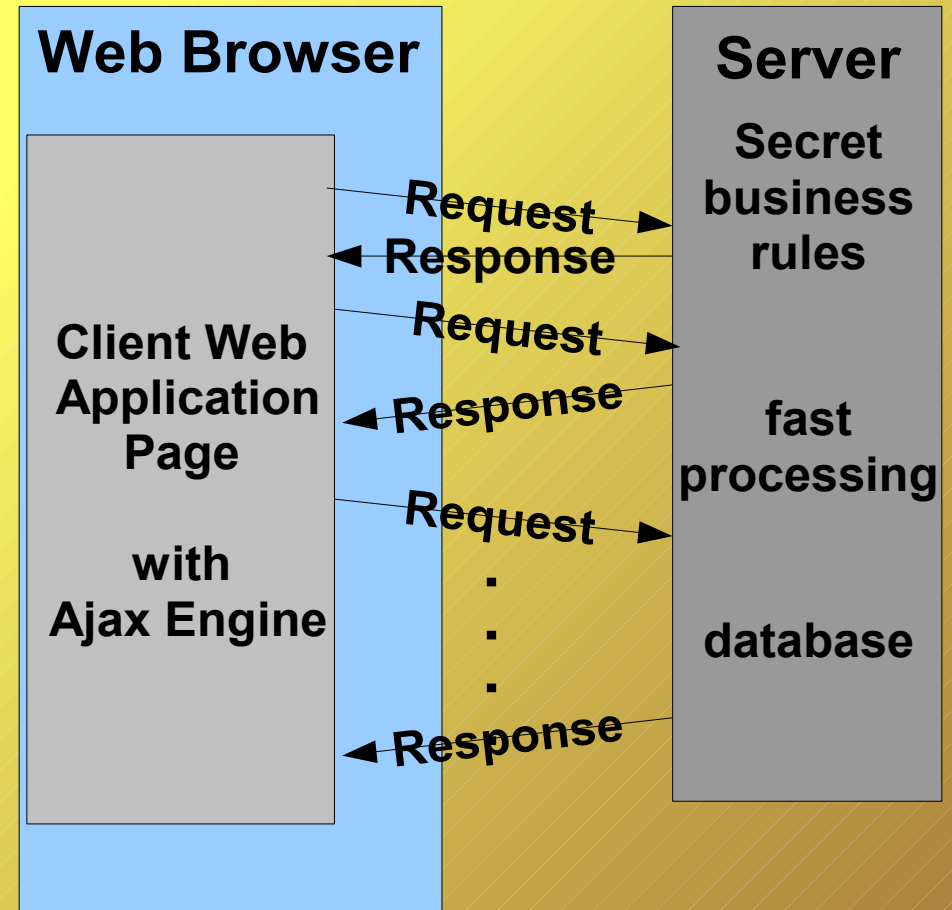 Web Browser
Client Web
Application
Page
with
Ajax Engine
Request
Response
Request
Response
Request
.
.
.
Response
Server
Secret
business
rules
fast
processing
database